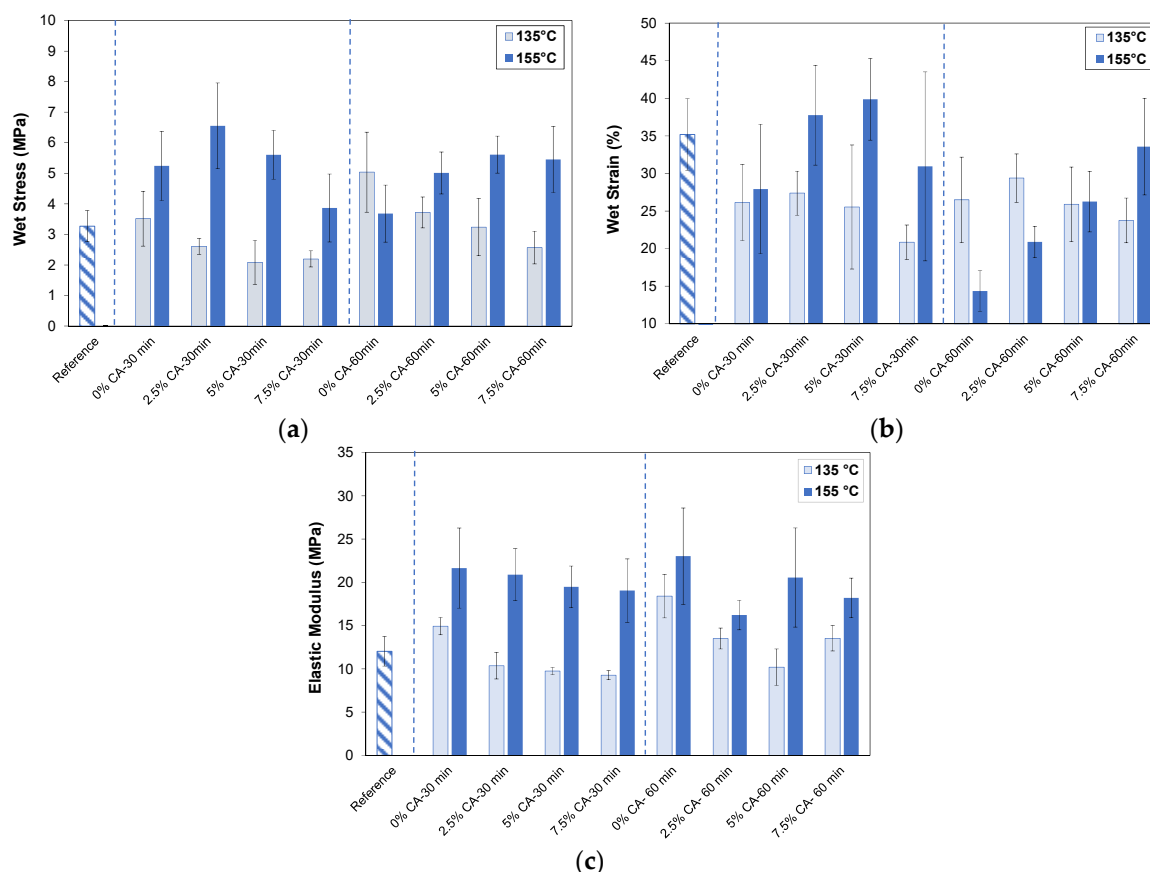 10
9
8
7
6
5
4
3
2
1
0
Wet Stress (MPa)
135°C
155°C
Reference
0% CA-30 min
2.5% CA-30min
5% CA-30min
7.5% CA-30min
0% CA-60min
2.5% CA-60min
5% CA-60min
7.5% CA-60min
(a)
50
45
40
35
30
25
20
15
10
Wet Strain (%)
135°C
155°C
Reference
0% CA-30 min
2.5% CA-30min
5% CA-30min
7.5% CA-30min
0% CA-60min
2.5% CA-60min
5% CA-60min
7.5% CA-60min
(b)
35
30
25
20
15
10
5
0
Elastic Modulus (MPa)
135 °C
155 °C
Reference
0% CA-30 min
2.5% CA-30 min
5% CA-30 min
7.5% CA-30 min
0% CA- 60 min
2.5% CA- 60 min
5% CA-60 min
7.5% CA- 60 min
(c)